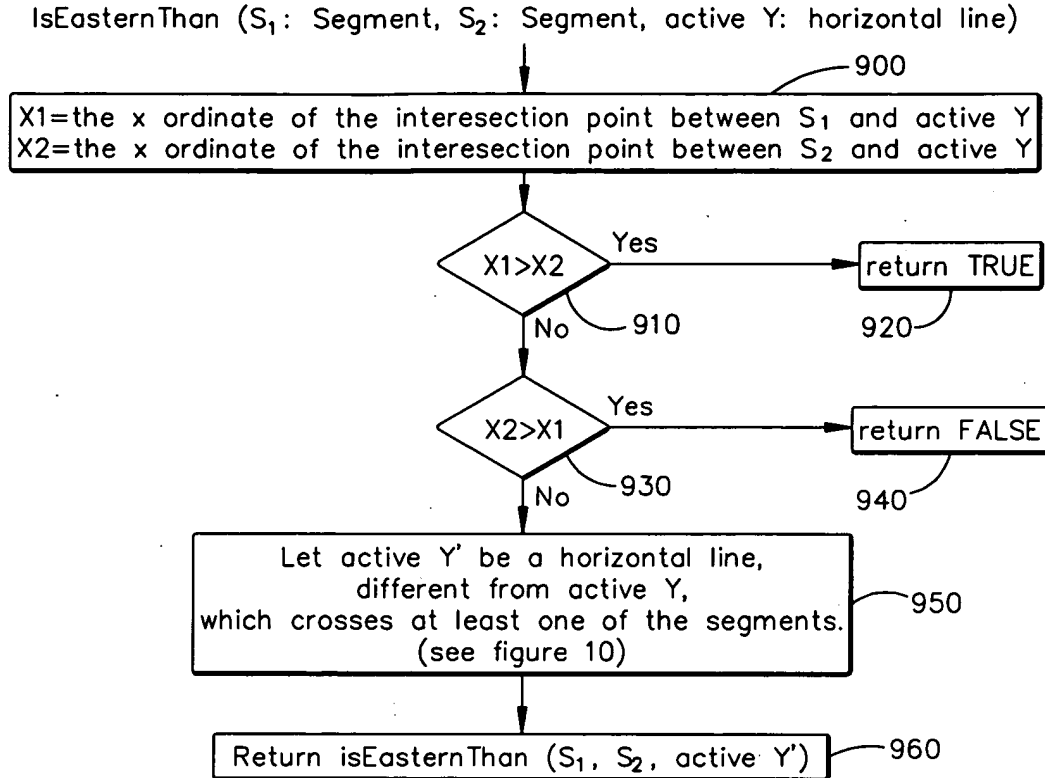 IsEasternThan (S₁: Segment, S₂: Segment, active Y: horizontal line)
900
X1=the x ordinate of the interesection point between S₁ and active Y
X2=the x ordinate of the interesection point between S₂ and active Y
X1>X2
Yes
return TRUE
910
920
No
X2>X1
Yes
return FALSE
930
940
No
Let active Y' be a horizontal line,
different from active Y,
which crosses at least one of the segments.
(see figure 10)
950
Return isEasternThan (S₁, S₂, active Y')
960